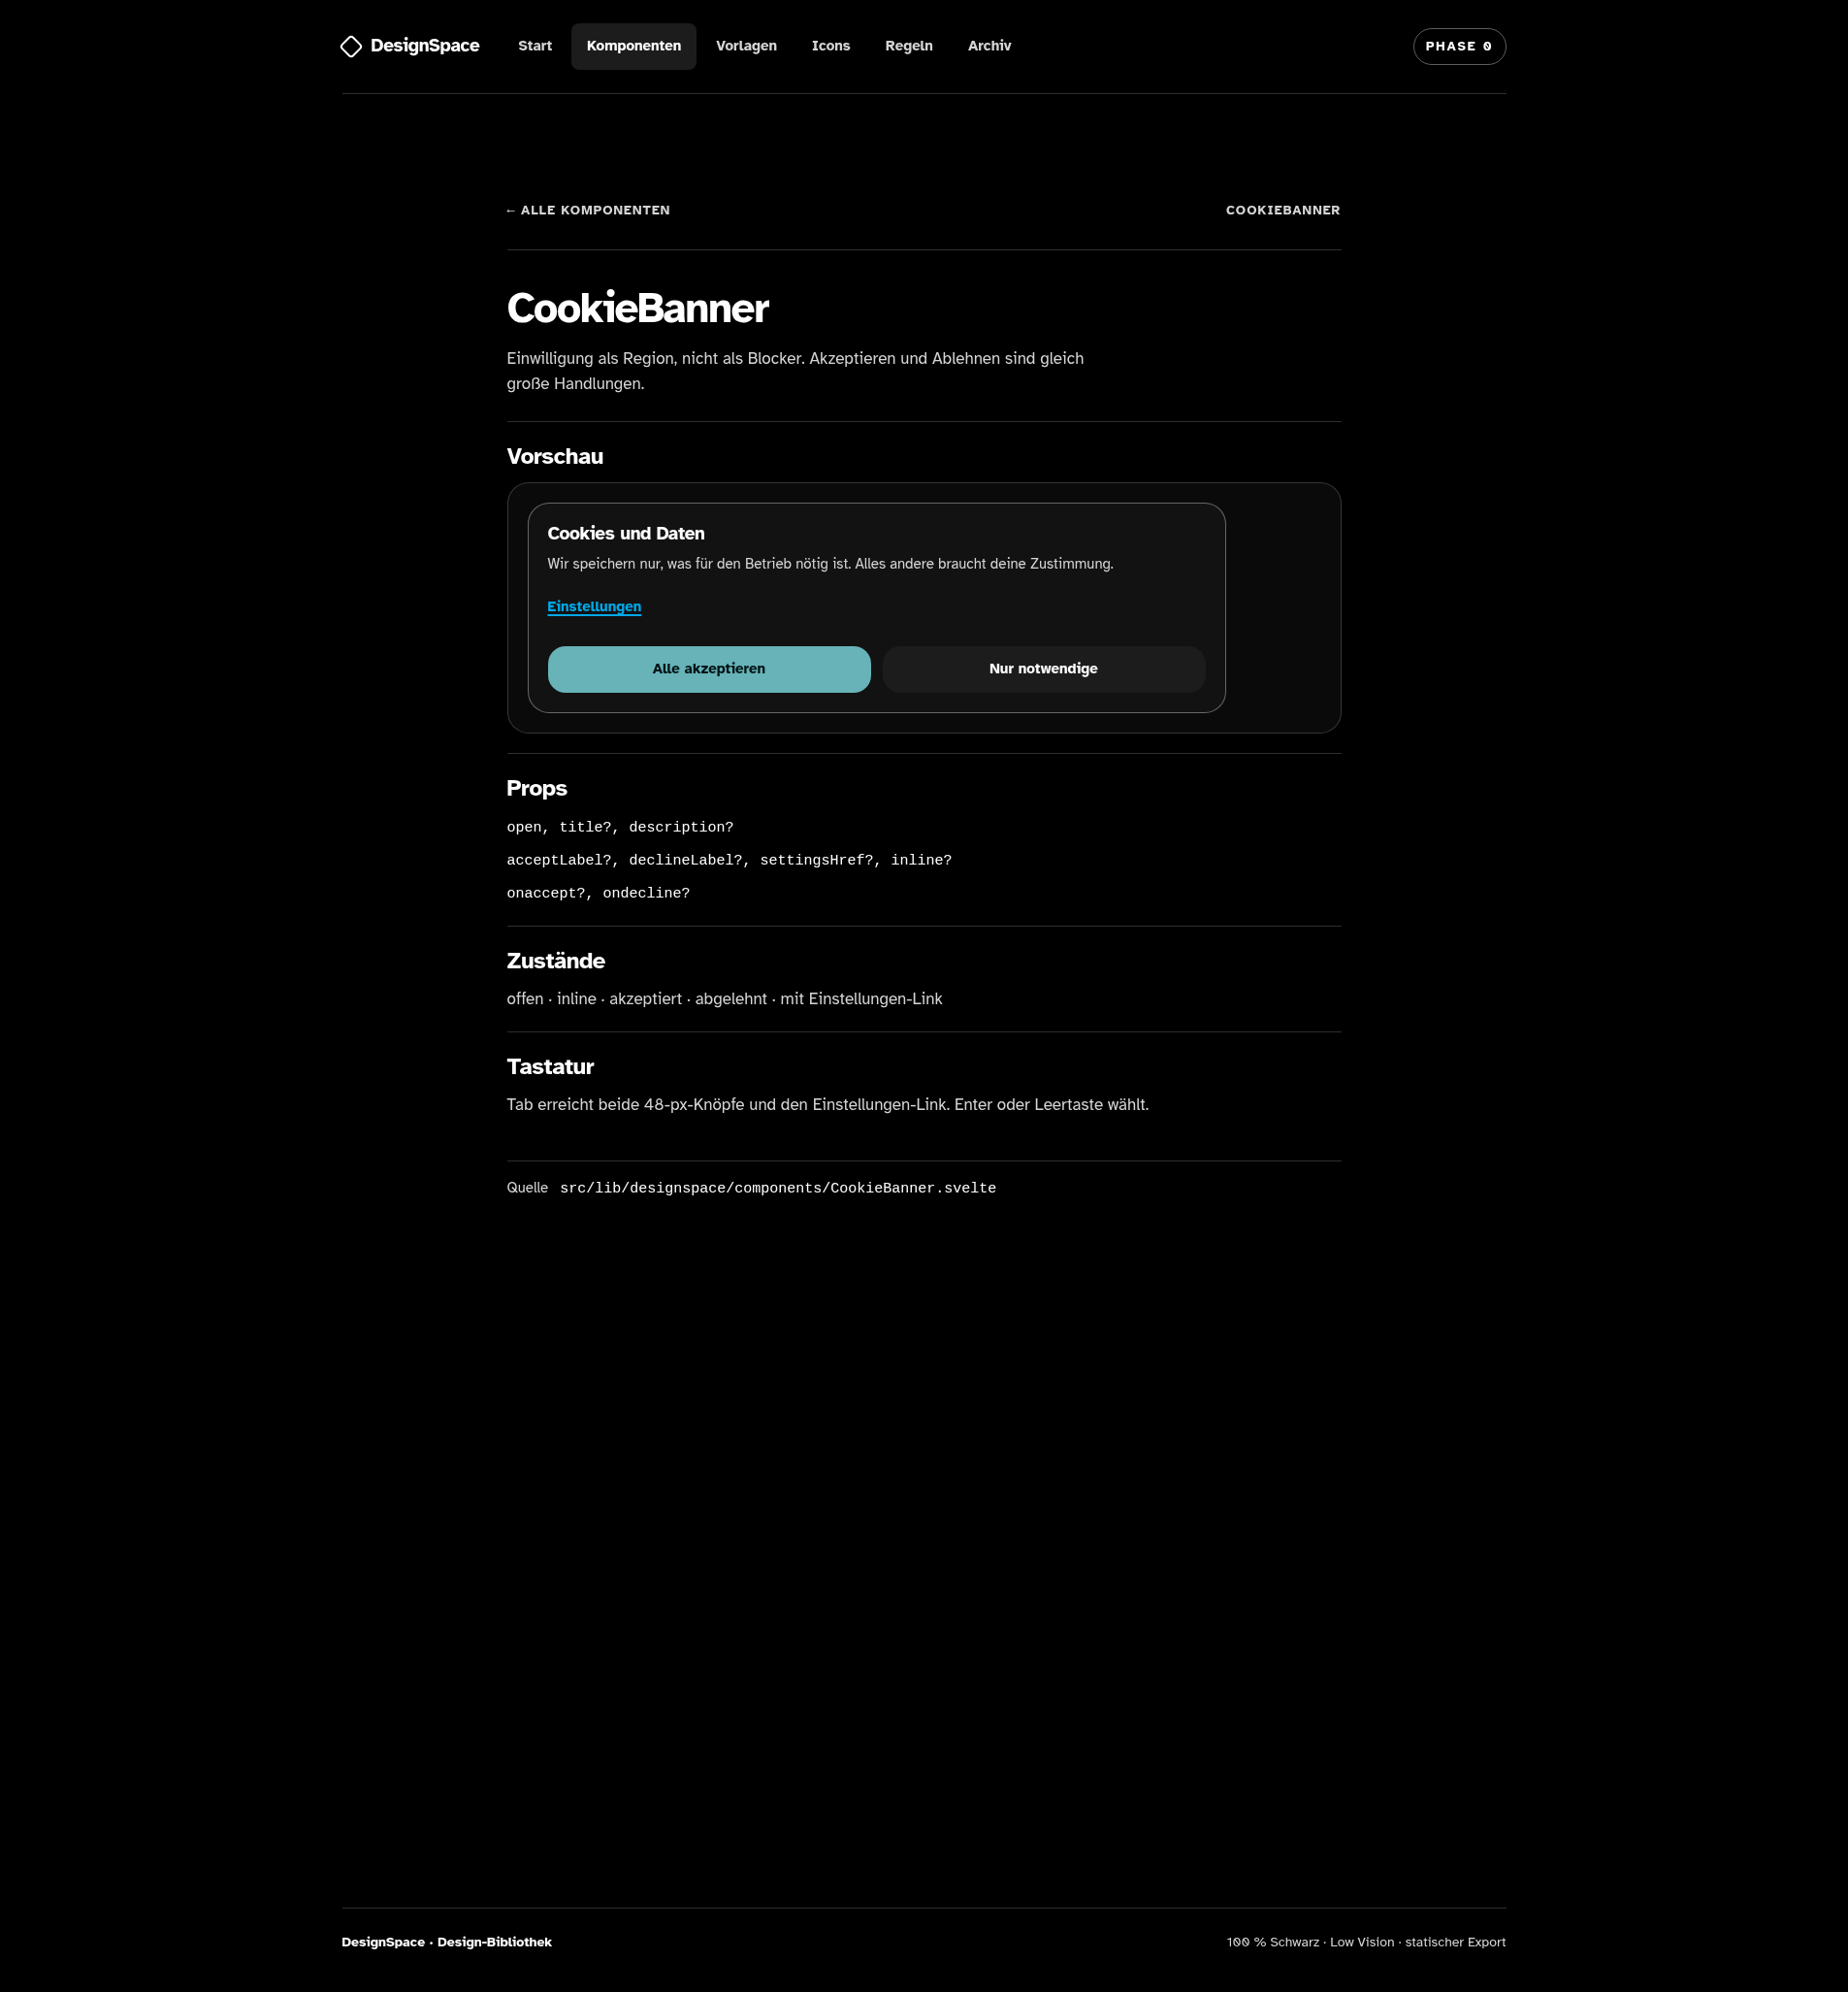 DesignSpace Start Komponenten Vorlagen Icons Regeln Archiv PHASE 0
← ALLE KOMPONENTEN COOKIEBANNER
CookieBanner
Einwilligung als Region, nicht als Blocker. Akzeptieren und Ablehnen sind gleich
große Handlungen.
Vorschau
Cookies und Daten
Wir speichern nur, was für den Betrieb nötig ist. Alles andere braucht deine Zustimmung.
Einstellungen
Alle akzeptieren Nur notwendige
Props
open, title?, description?
acceptLabel?, declineLabel?, settingsHref?, inline?
onaccept?, ondecline?
Zustände
offen · inline · akzeptiert · abgelehnt · mit Einstellungen-Link
Tastatur
Tab erreicht beide 48-px-Knöpfe und den Einstellungen-Link. Enter oder Leertaste wählt.
Quelle src/lib/designspace/components/CookieBanner.svelte
DesignSpace · Design-Bibliothek 100 % Schwarz · Low Vision · statischer Export